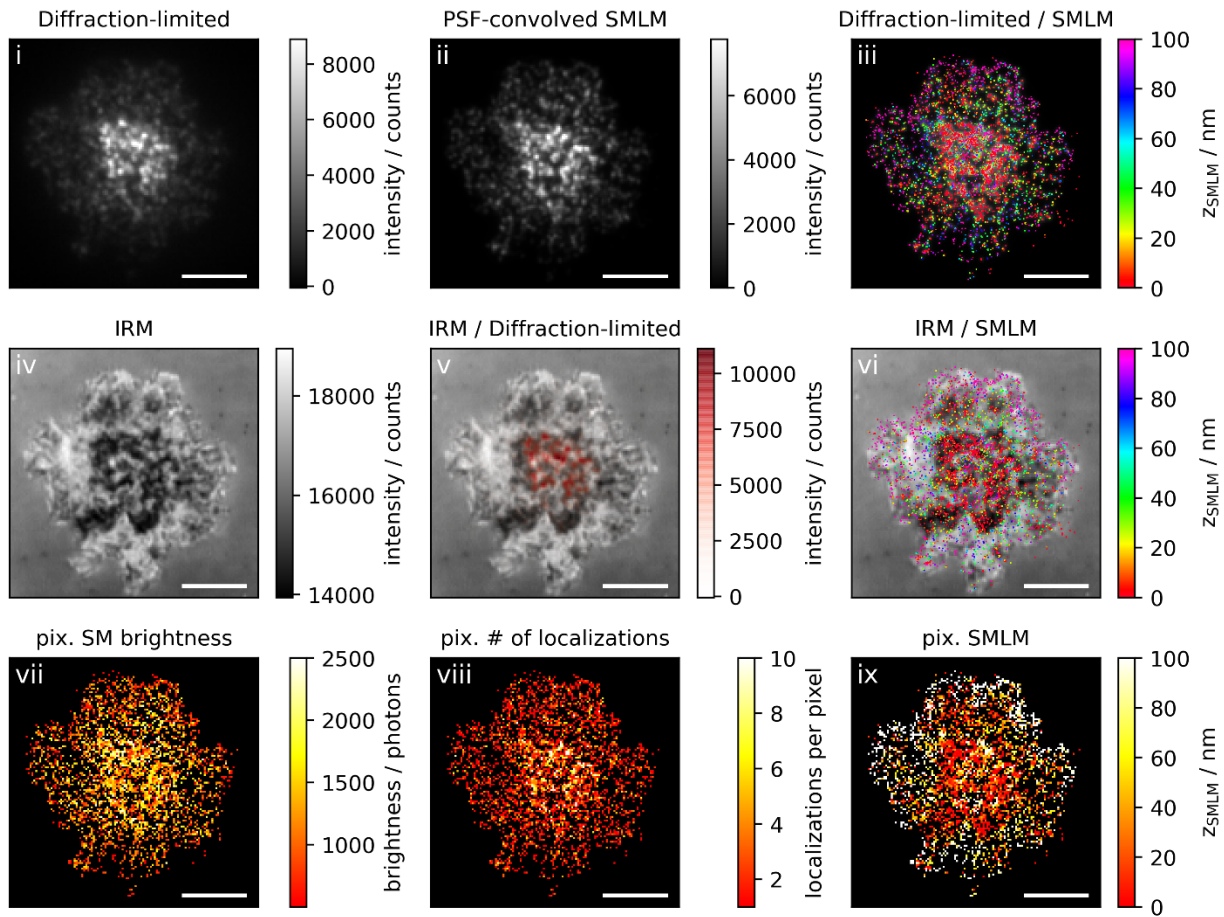 Diffraction-limited
i
8000
6000
4000
2000
0
intensity / counts
PSF-convolved SMLM
ii
6000
4000
2000
0
intensity / counts
Diffraction-limited / SMLM
iii
100
80
60
40
20
0
zSMLM / nm
IRM
iv
18000
16000
14000
intensity / counts
IRM / Diffraction-limited
v
10000
7500
5000
2500
0
intensity / counts
IRM / SMLM
vi
100
80
60
40
20
0
zSMLM / nm
pix. SM brightness
vii
2500
2000
1500
1000
brightness / photons
pix. # of localizations
viii
10
8
6
4
2
localizations per pixel
pix. SMLM
ix
100
80
60
40
20
0
zSMLM / nm